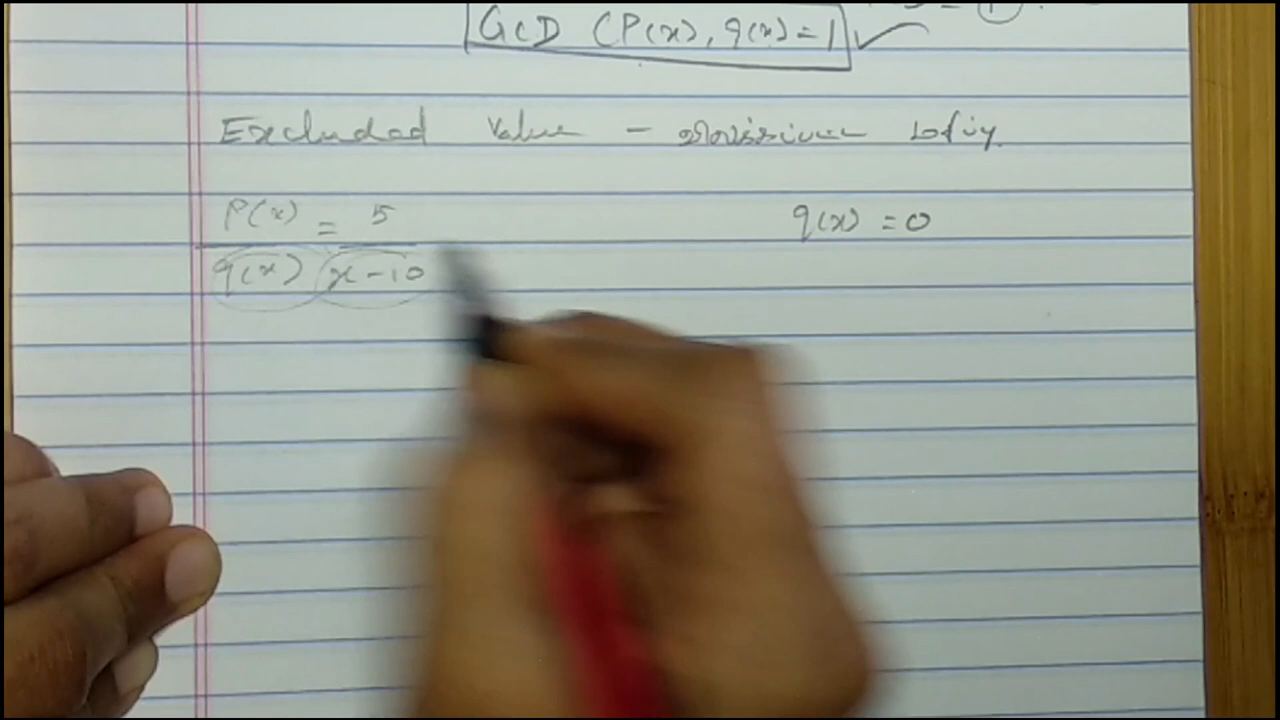 GCD (P(x), q(x) = 1
Excluded Value –
P(x) = 5 q(x) = 0
q(x) x – 10